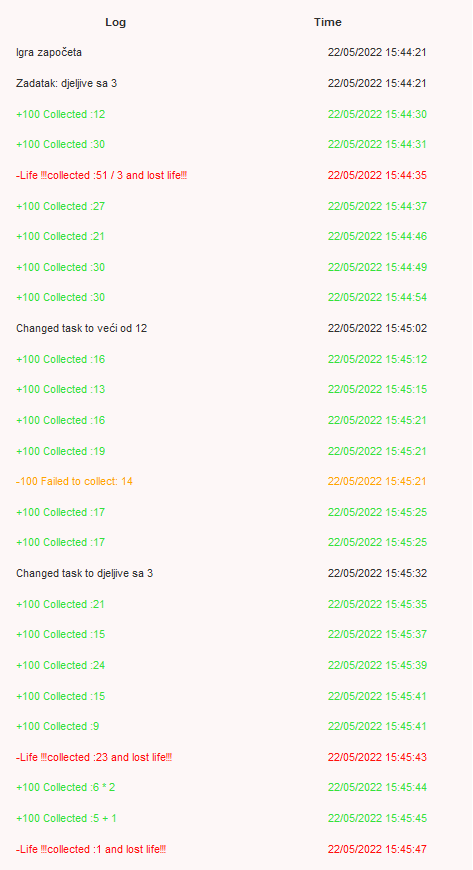 Log Time
Igra započeta 22/05/2022 15:44:21
Zadatak: djeljive sa 3 22/05/2022 15:44:21
+100 Collected :12 22/05/2022 15:44:30
+100 Collected :30 22/05/2022 15:44:31
-Life !!!collected :51 / 3 and lost life!!! 22/05/2022 15:44:35
+100 Collected :27 22/05/2022 15:44:37
+100 Collected :21 22/05/2022 15:44:46
+100 Collected :30 22/05/2022 15:44:49
+100 Collected :30 22/05/2022 15:44:54
Changed task to veći od 12 22/05/2022 15:45:02
+100 Collected :16 22/05/2022 15:45:12
+100 Collected :13 22/05/2022 15:45:15
+100 Collected :16 22/05/2022 15:45:21
+100 Collected :19 22/05/2022 15:45:21
-100 Failed to collect: 14 22/05/2022 15:45:21
+100 Collected :17 22/05/2022 15:45:25
+100 Collected :17 22/05/2022 15:45:25
Changed task to djeljive sa 3 22/05/2022 15:45:32
+100 Collected :21 22/05/2022 15:45:35
+100 Collected :15 22/05/2022 15:45:37
+100 Collected :24 22/05/2022 15:45:39
+100 Collected :15 22/05/2022 15:45:41
+100 Collected :9 22/05/2022 15:45:41
-Life !!!collected :23 and lost life!!! 22/05/2022 15:45:43
+100 Collected :6 * 2 22/05/2022 15:45:44
+100 Collected :5 + 1 22/05/2022 15:45:45
-Life !!!collected :1 and lost life!!! 22/05/2022 15:45:47